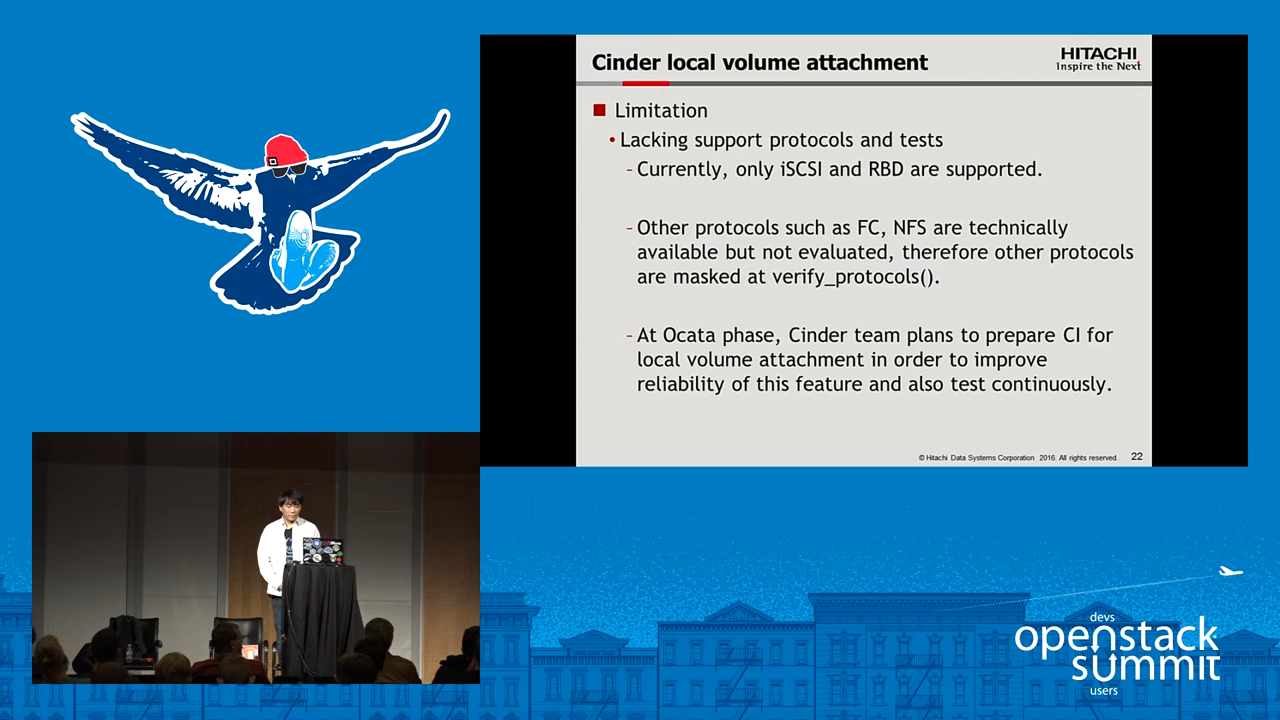 Cinder local volume attachment
HITACHI
Inspire the Next
Limitation
• Lacking support protocols and tests
– Currently, only iSCSI and RBD are supported.
– Other protocols such as FC, NFS are technically
available but not evaluated, therefore other protocols
are masked at verify_protocols().
– At Ocata phase, Cinder team plans to prepare CI for
local volume attachment in order to improve
reliability of this feature and also test continuously.
© Hitachi Data Systems Corporation 2016. All rights reserved.
22
devs
openstack
summit
users